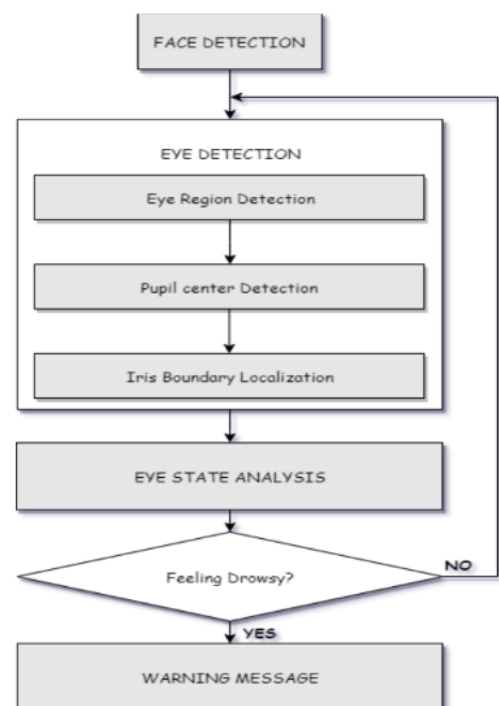 FACE DETECTION
EYE DETECTION
Eye Region Detection
Pupil center Detection
Iris Boundary Localization
EYE STATE ANALYSIS
Feeling Drowsy?
NO
YES
WARNING MESSAGE